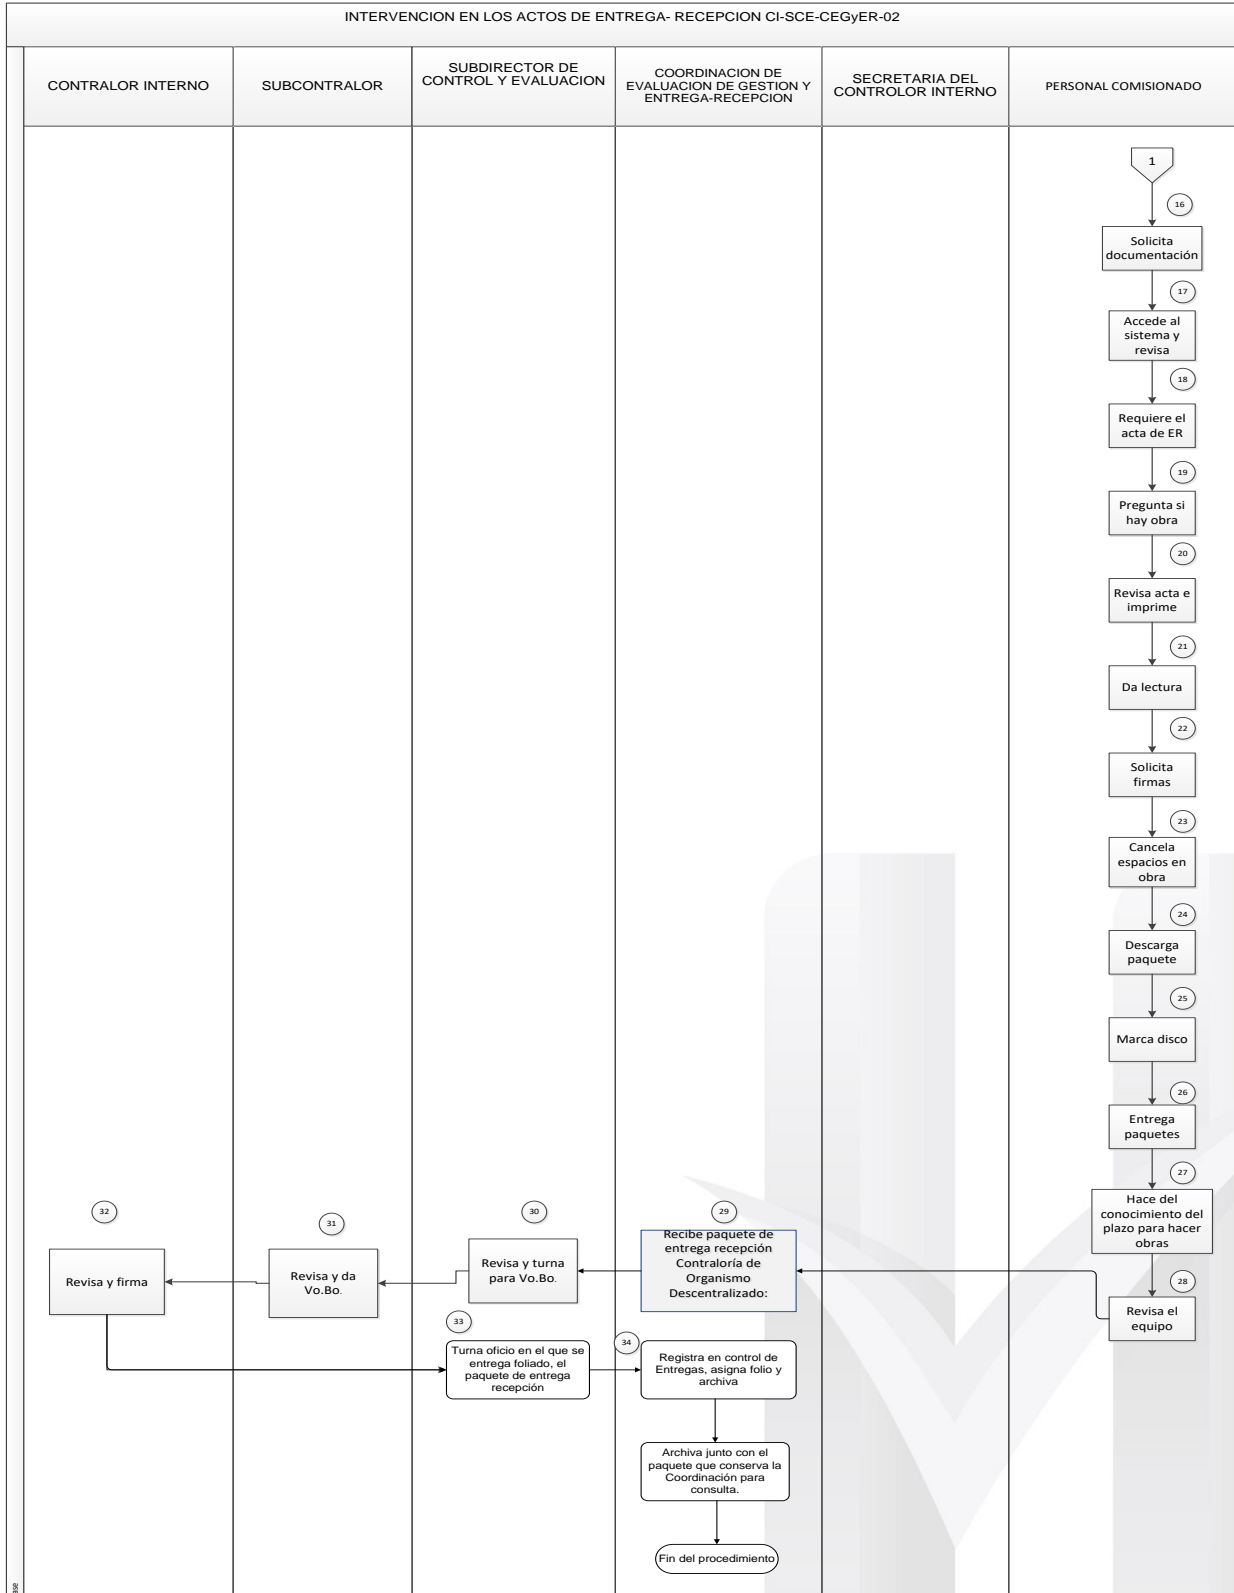 INTERVENCION EN LOS ACTOS DE ENTREGA- RECEPCION CI-SCE-CEGyER-02
CONTRALOR INTERNO
SUBCONTRALOR
SUBDIRECTOR DE
CONTROL Y EVALUACION
COORDINACION DE
EVALUACION DE GESTION Y
ENTREGA-RECEPCION
SECRETARIA DEL
CONTROLOR INTERNO
PERSONAL COMISIONADO
1
16
Solicita
documentación
17
Accede al
sistema y
revisa
18
Requiere el
acta de ER
19
Pregunta si
hay obra
20
Revisa acta e
imprime
21
Da lectura
22
Solicita
firmas
23
Cancela
espacios en
obra
24
Descarga
paquete
25
Marca disco
26
Entrega
paquetes
27
Hace del
conocimiento del
plazo para hacer
obras
28
Revisa el
equipo
29
Recibe paquete de
entrega recepción
Contraloría de
Organismo
Descentralizado:
30
Revisa y turna
para Vo.Bo.
31
Revisa y da
Vo.Bo.
32
Revisa y firma
33
Turna oficio en el que se
entrega foliado, el
paquete de entrega
recepción
34
Registra en control de
Entregas, asigna folio y
archiva
Archiva junto con el
paquete que conserva la
Coordinación para
consulta.
Fin del procedimiento